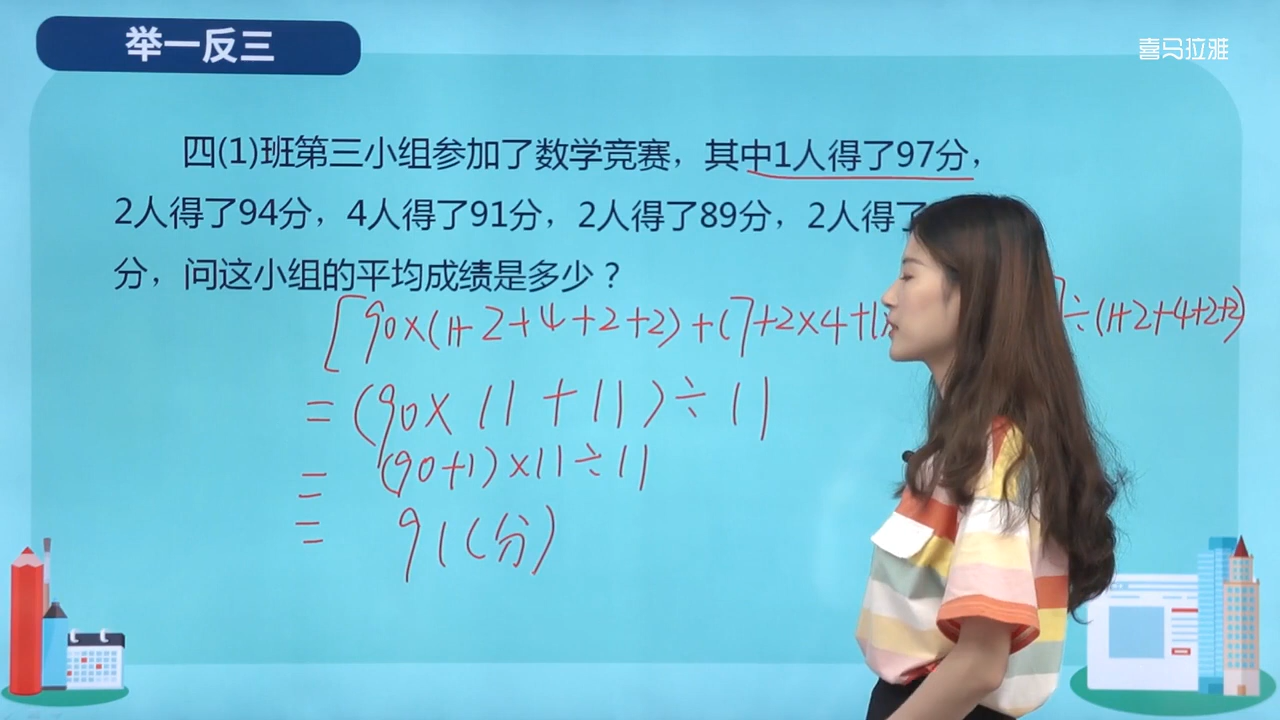 举一反三
喜马拉雅
四(1)班第三小组参加了数学竞赛，其中1人得了97分，
2人得了94分，4人得了91分，2人得了89分，2人得了
分，问这小组的平均成绩是多少？
[90×(1+2+4+2+2)+(7+2×4+1× ]÷(1+2+4+2+2)
=(90×11+11)÷11
=(90+1)×11÷11
=91(分)